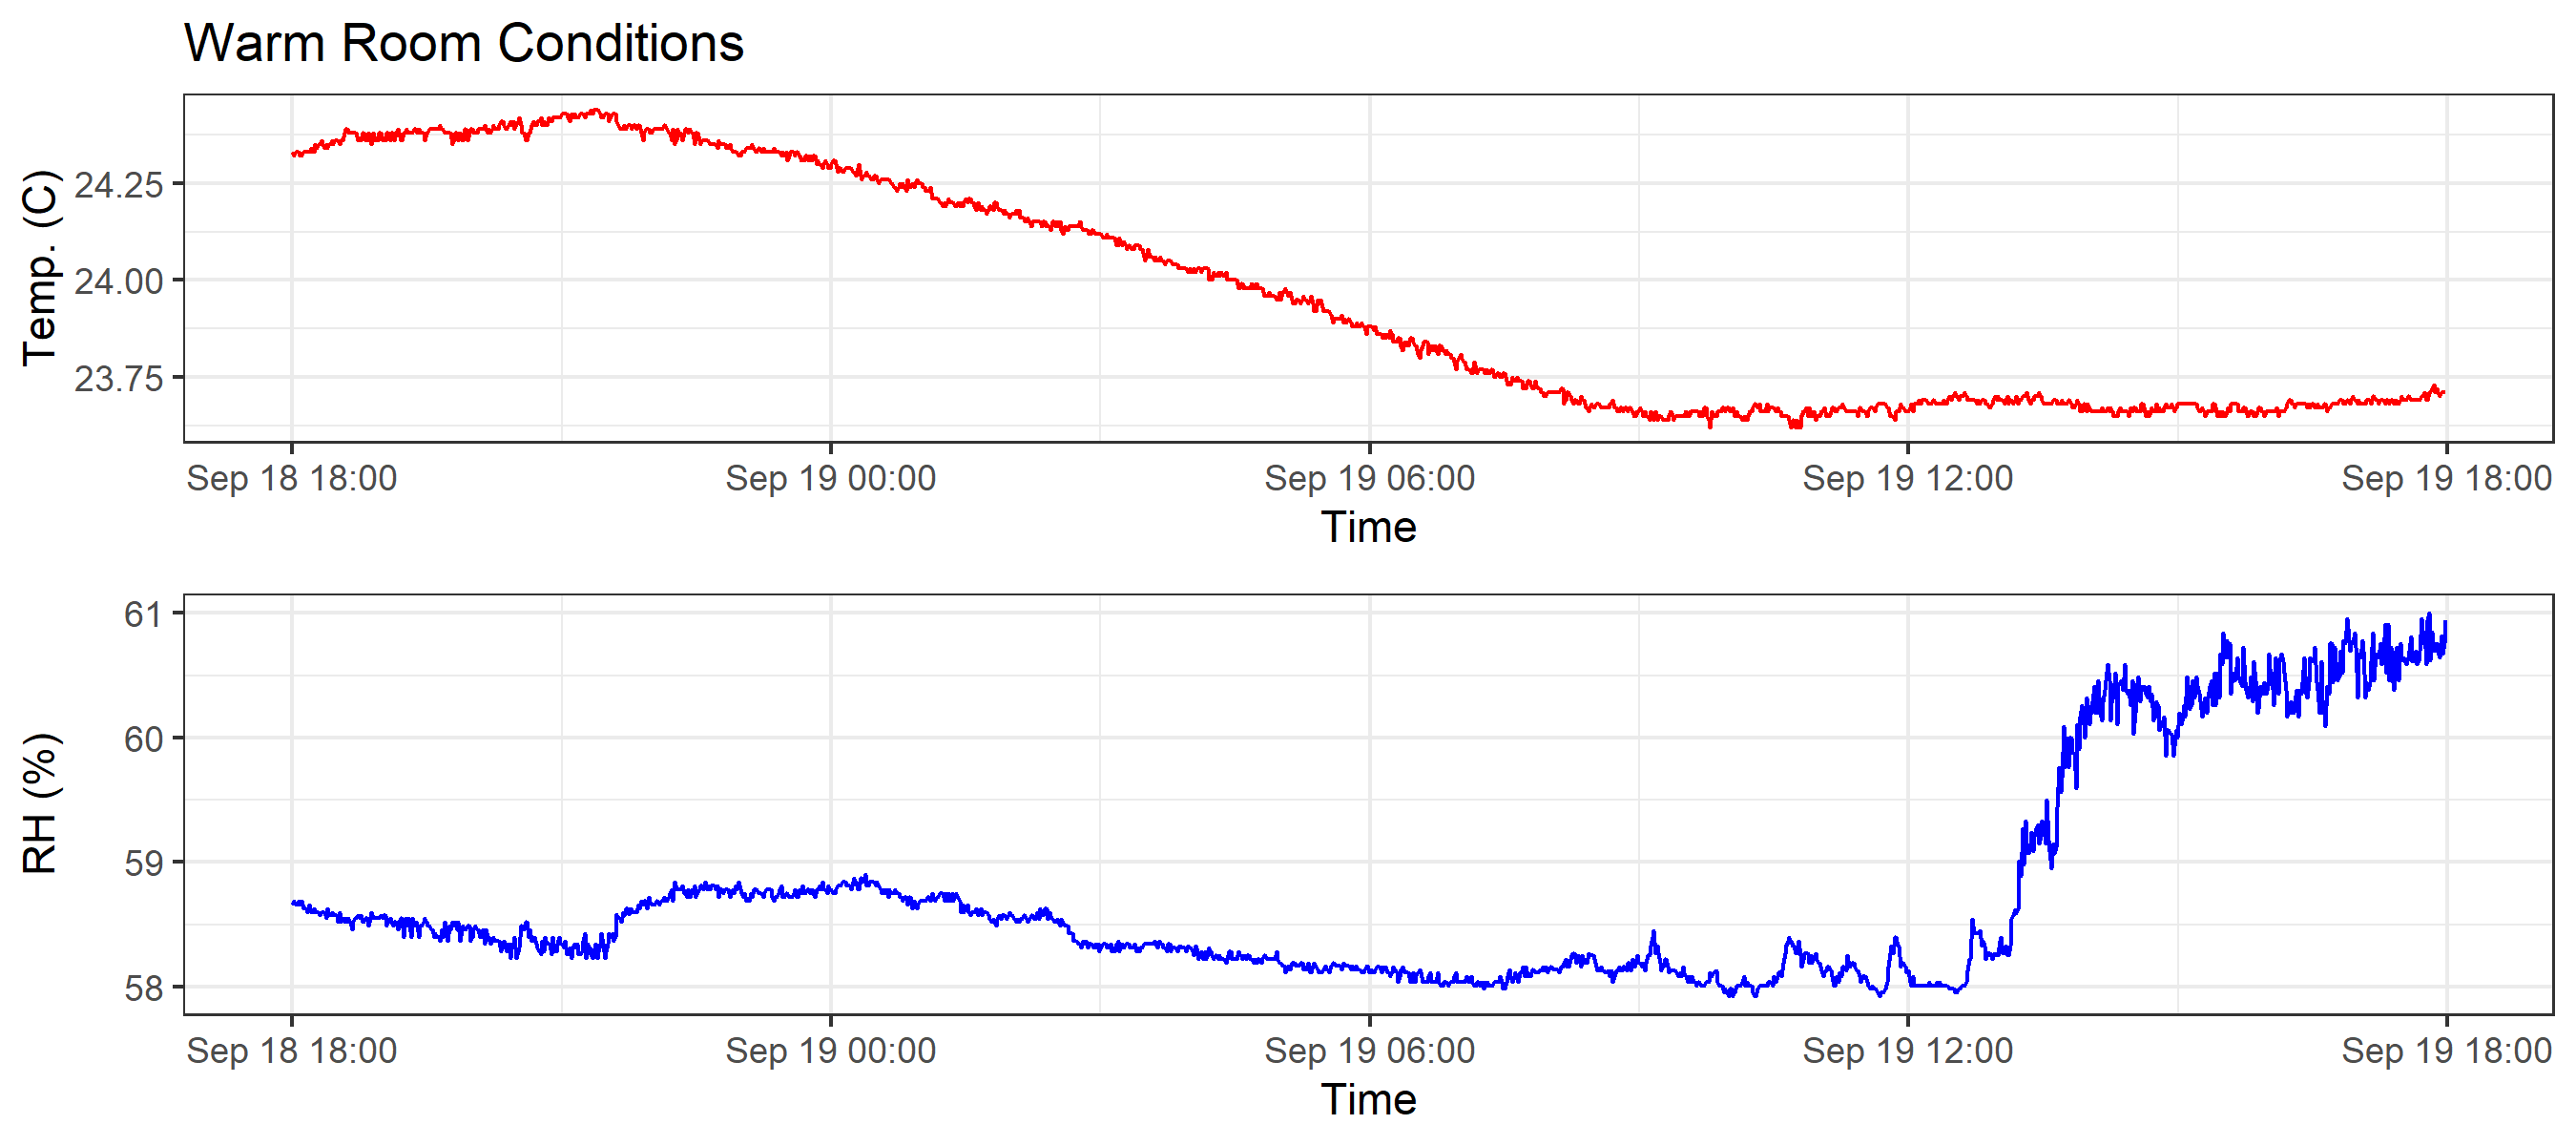 Warm Room Conditions
Temp. (C)
24.25
24.00
23.75
Sep 18 18:00 Sep 19 00:00 Sep 19 06:00 Sep 19 12:00 Sep 19 18:00
Time
RH (%)
61
60
59
58
Sep 18 18:00 Sep 19 00:00 Sep 19 06:00 Sep 19 12:00 Sep 19 18:00
Time